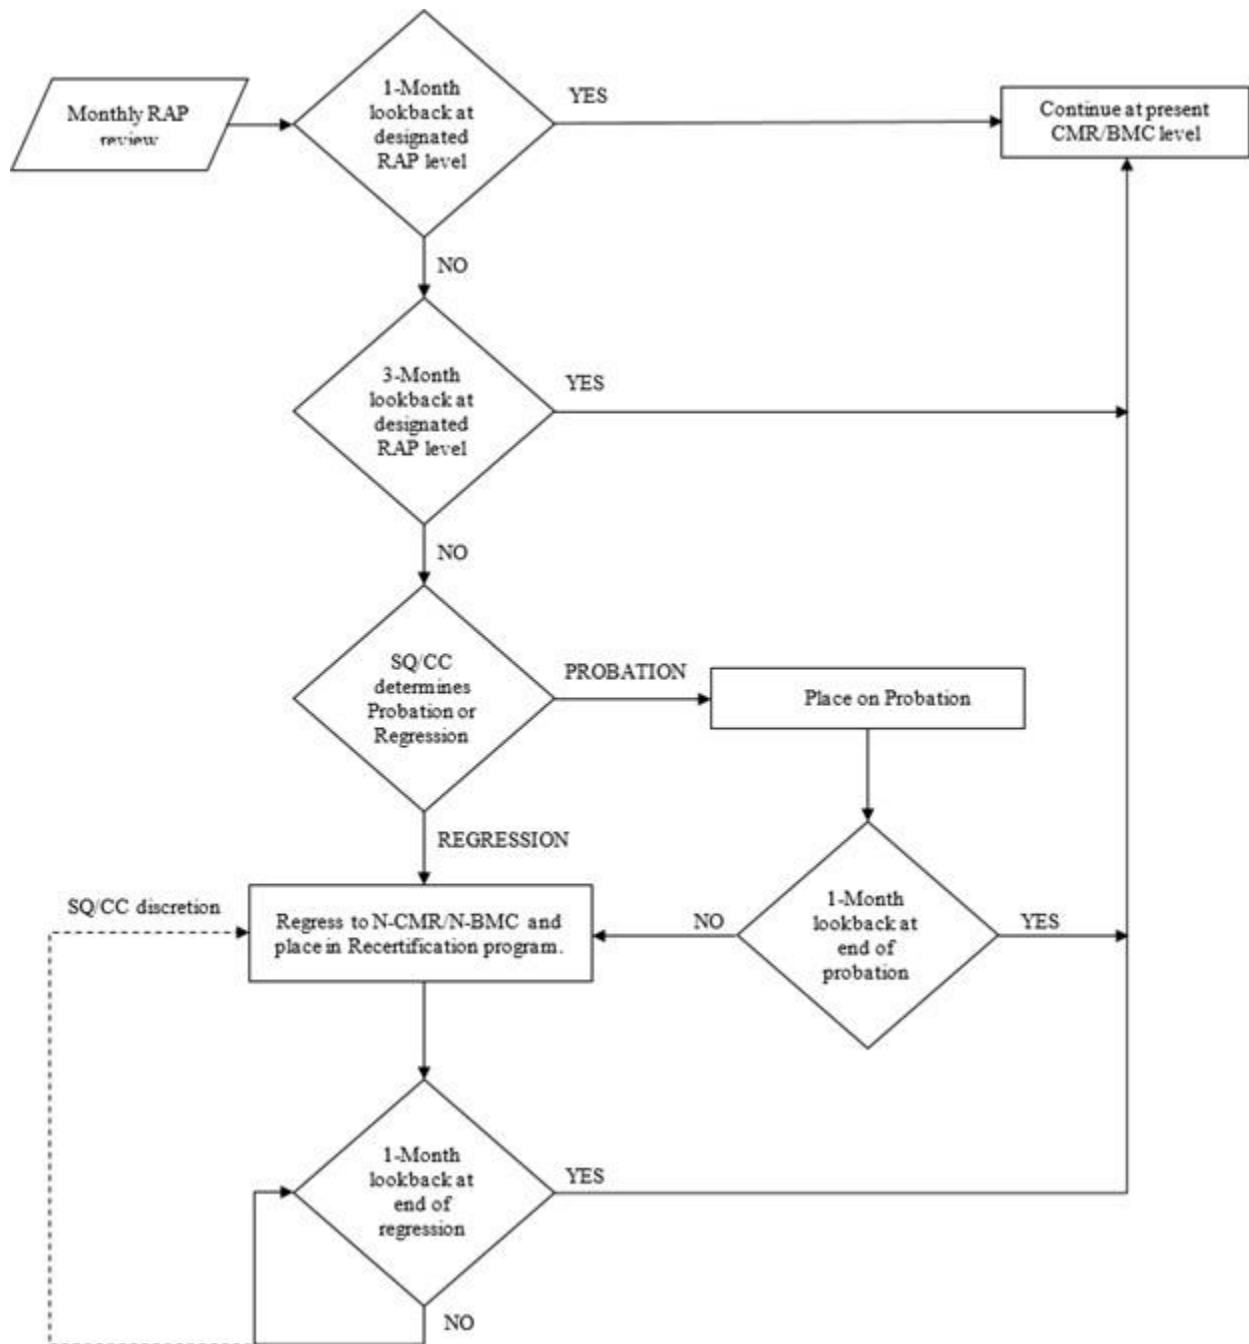 Monthly RAP
review
1-Month
lookback at
designated
RAP level
YES
Continue at present
CMR/BMC level
NO
3-Month
lookback at
designated
RAP level
YES
NO
SQ/CC
determines
Probation or
Regression
PROBATION
Place on Probation
REGRESSION
SQ/CC discretion
Regress to N-CMR/N-BMC and
place in Recertification program.
NO
1-Month
lookback at
end of
probation
YES
1-Month
lookback at
end of
regression
YES
NO